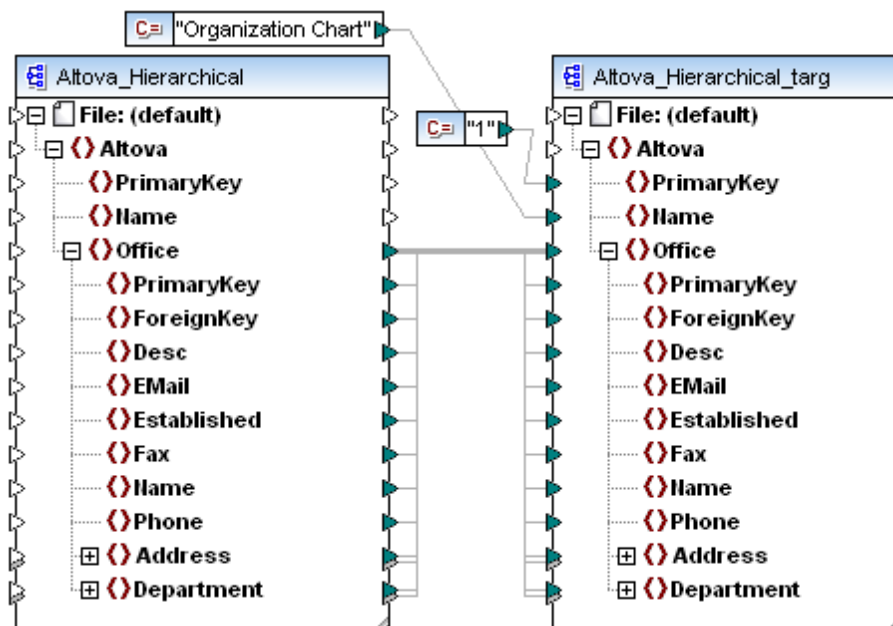 C= "Organization Chart"
Altova_Hierarchical
File: (default)
Altova
PrimaryKey
Name
Office
PrimaryKey
ForeignKey
Desc
EMail
Established
Fax
Name
Phone
Address
Department
C= "1"
Altova_Hierarchical_targ
File: (default)
Altova
PrimaryKey
Name
Office
PrimaryKey
ForeignKey
Desc
EMail
Established
Fax
Name
Phone
Address
Department